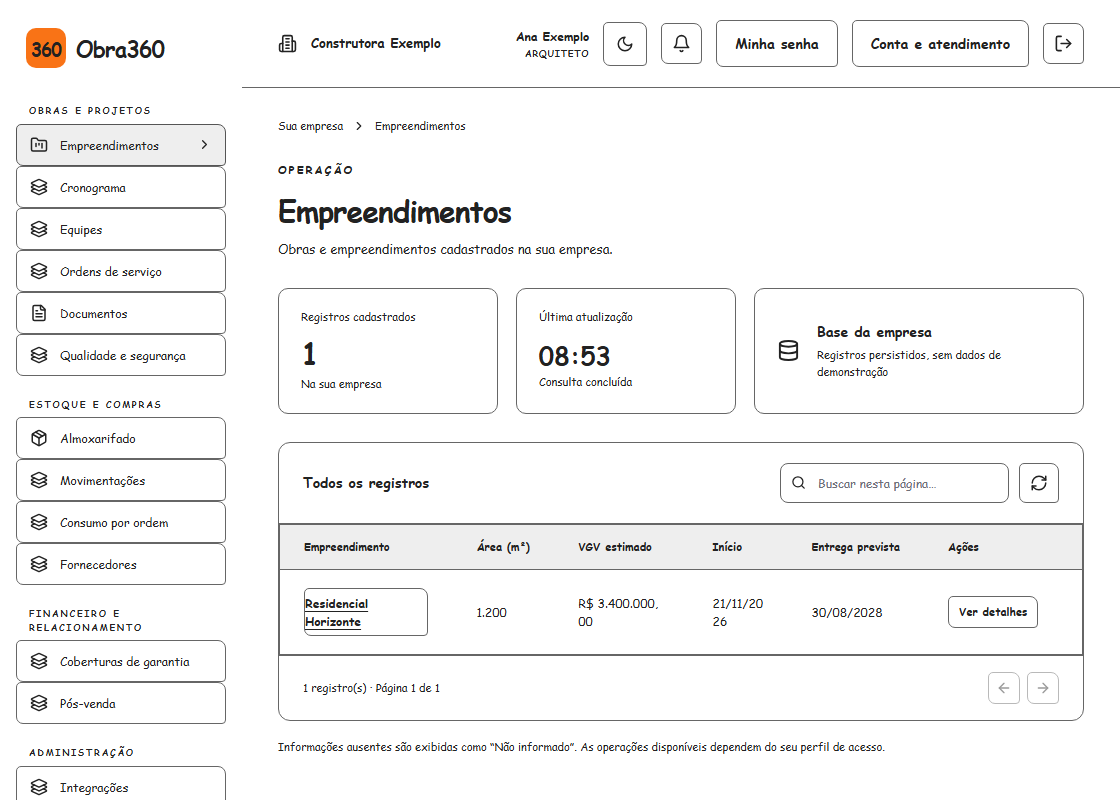 360 Obra360
Construtora Exemplo
Ana Exemplo
ARQUITETO
Minha senha
Conta e atendimento
OBRAS E PROJETOS
Empreendimentos
Cronograma
Equipes
Ordens de serviço
Documentos
Qualidade e segurança
ESTOQUE E COMPRAS
Almoxarifado
Movimentações
Consumo por ordem
Fornecedores
FINANCEIRO E
RELACIONAMENTO
Coberturas de garantia
Pós-venda
ADMINISTRAÇÃO
Integrações
Sua empresa > Empreendimentos
OPERAÇÃO
Empreendimentos
Obras e empreendimentos cadastrados na sua empresa.
Registros cadastrados
1
Na sua empresa
Última atualização
08:53
Consulta concluída
Base da empresa
Registros persistidos, sem dados de
demonstração
Todos os registros
Buscar nesta página...
Empreendimento Área (m²) VGV estimado Início Entrega prevista Ações
Residencial
Horizonte
1.200
R$ 3.400.000,
00
21/11/20
26
30/08/2028
Ver detalhes
1 registro(s) · Página 1 de 1
Informações ausentes são exibidas como “Não informado”. As operações disponíveis dependem do seu perfil de acesso.